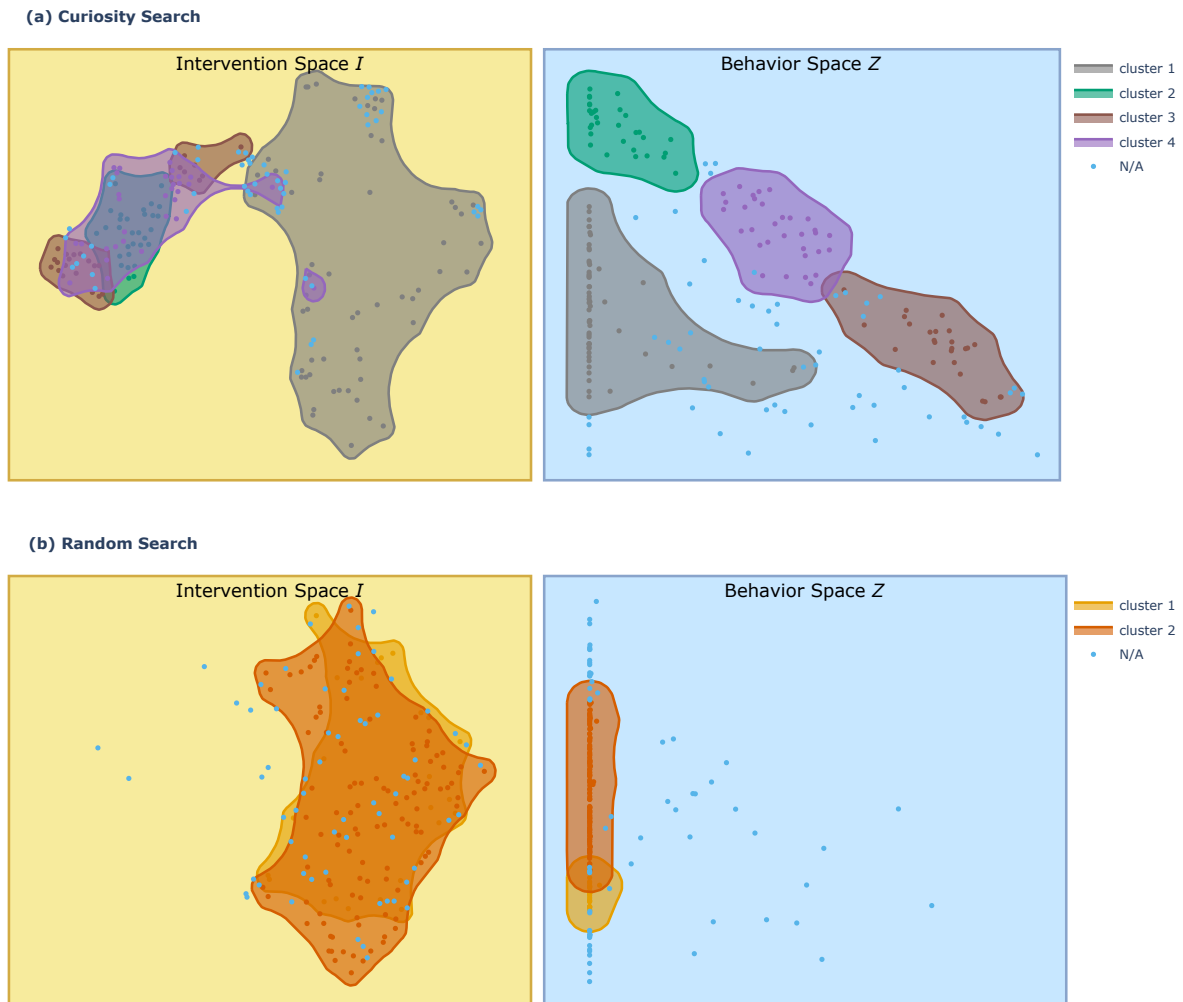 (a) Curiosity Search
Intervention Space I
Behavior Space Z
cluster 1
cluster 2
cluster 3
cluster 4
N/A
(b) Random Search
Intervention Space I
Behavior Space Z
cluster 1
cluster 2
N/A